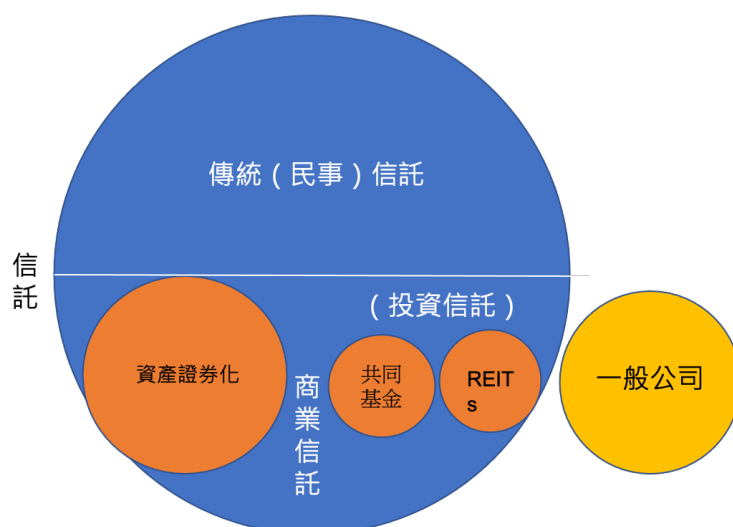 傳統（民事）信託
信
託
（投資信託）
資產證券化
商
業
信
託
共同
基金
REIT
s
一般公司